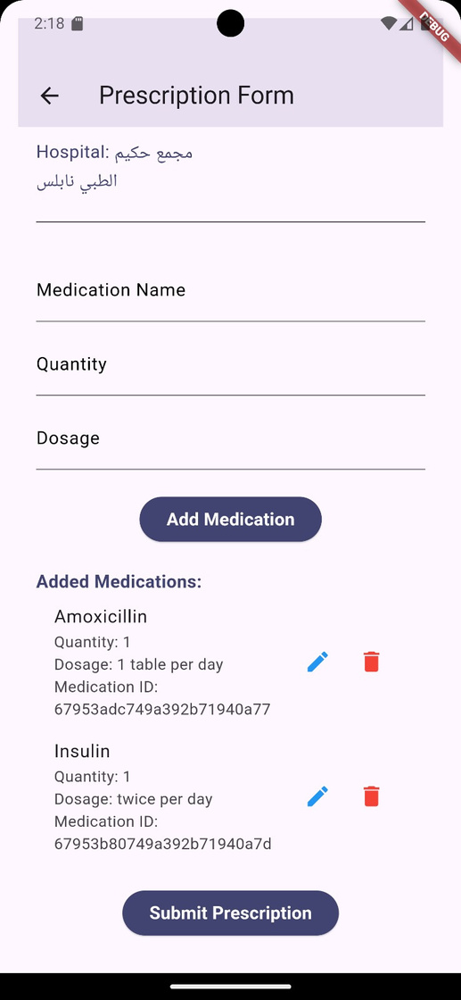 2:18
DEBUG
Prescription Form
Hospital: مجمع حكيم
الطبي نابلس
Medication Name
Quantity
Dosage
Add Medication
Added Medications:
Amoxicillin
Quantity: 1
Dosage: 1 table per day
Medication ID:
67953adc749a392b71940a77
Insulin
Quantity: 1
Dosage: twice per day
Medication ID:
67953b80749a392b71940a7d
Submit Prescription